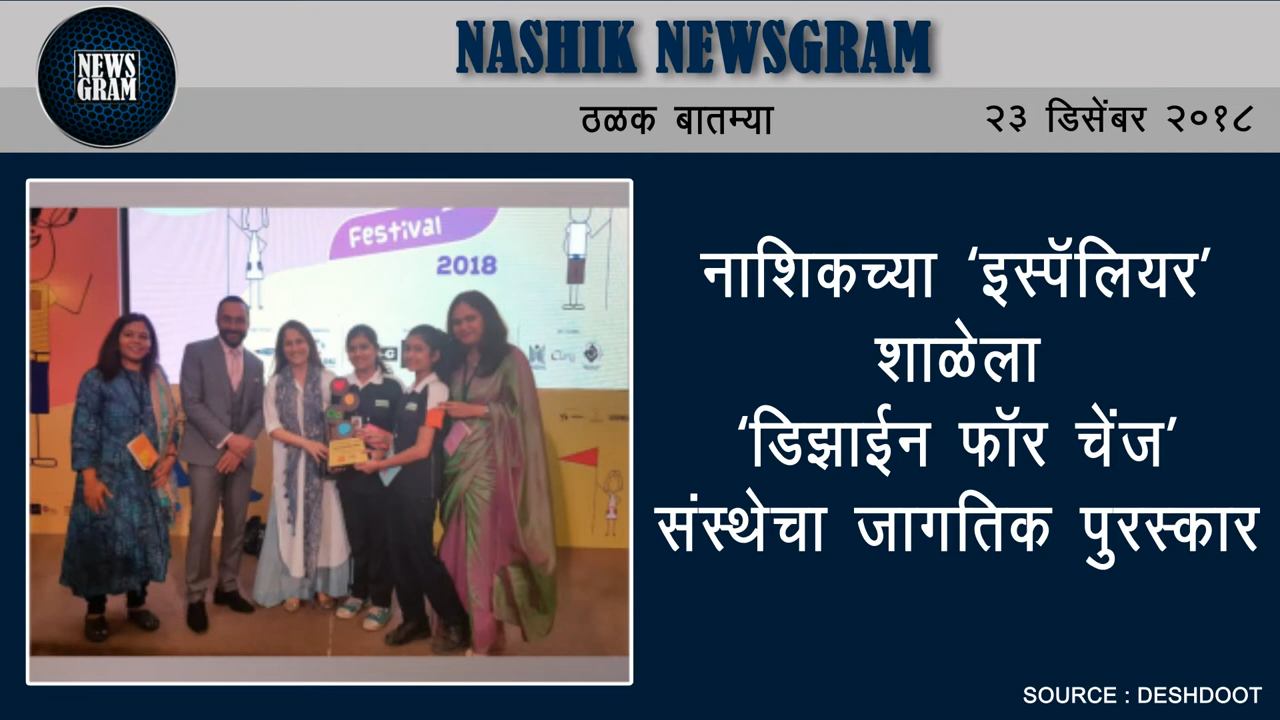 NEWS
GRAM
NASHIK NEWSGRAM
ठळक बातम्या
२३ डिसेंबर २०१८
Festival
2018
नाशिकच्या ‘इस्पॅलियर’
शाळेला
‘डिझाईन फॉर चेंज’
संस्थेचा जागतिक पुरस्कार
SOURCE : DESHDOOT